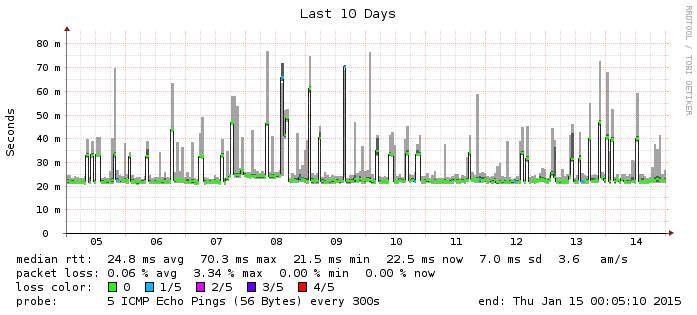 Last 10 Days
RRDTOOL / TOBI OETIKER
Seconds
80 m
70 m
60 m
50 m
40 m
30 m
20 m
10 m
0
05 06 07 08 09 10 11 12 13 14
median rtt: 24.8 ms avg 70.3 ms max 21.5 ms min 22.5 ms now 7.0 ms sd 3.6 am/s
packet loss: 0.06 % avg 3.34 % max 0.00 % min 0.00 % now
loss color: 0 1/5 2/5 3/5 4/5
probe: 5 ICMP Echo Pings (56 Bytes) every 300s end: Thu Jan 15 00:05:10 2015